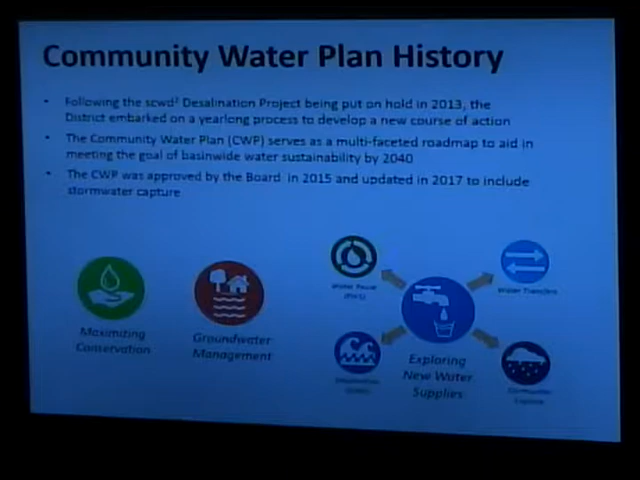 Community Water Plan History
• Following the scwd² Desalination Project being put on hold in 2013, the
District embarked on a yearlong process to develop a new course of action
• The Community Water Plan (CWP) serves as a multi-faceted roadmap to aid in
meeting the goal of basinwide water sustainability by 2040
• The CWP was approved by the Board in 2015 and updated in 2017 to include
stormwater capture
Maximizing
Conservation
Groundwater
Management
Exploring
New Water
Supplies
Water
Water Transfers